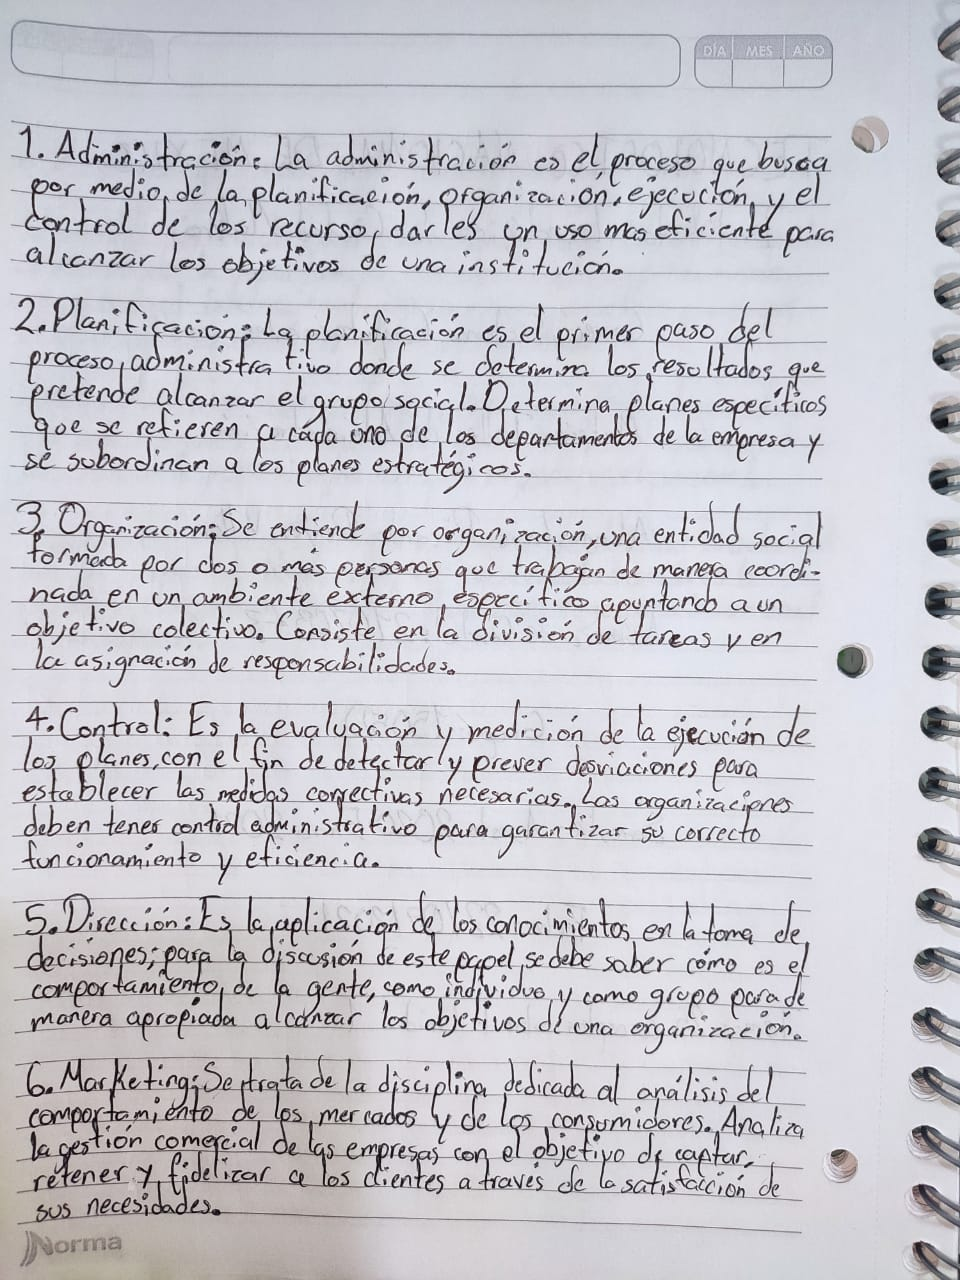 DÍA MES AÑO
1. Administración: La administración es el proceso que busca
por medio de la planificación, organización, ejecución, y el
control de los recurso, darles un uso mas eficiente para
alcanzar los objetivos de una institución.
2. Planificación: La planificación es el primer paso del
proceso administrativo donde se determina los resultados que
pretende alcanzar el grupo social. Determina planes específicos
que se refieren a cada uno de los departamentos de la empresa y
se subordinan a los planes estratégicos.
3. Organización: Se entiende por organización, una entidad social
formada por dos o más personas que trabajan de manera coordi-
nada en un ambiente externo específico apuntando a un
objetivo colectivo. Consiste en la división de tareas y en
la asignación de responsabilidades.
4. Control: Es la evaluación y medición de la ejecución de
los planes, con el fin de detectar y prever desviaciones para
establecer las medidas correctivas necesarias. Las organizaciones
deben tener control administrativo para garantizar su correcto
funcionamiento y eficiencia.
5. Dirección: Es la aplicación de los conocimientos en la toma de
decisiones; para la discusión de este papel se debe saber cómo es el
comportamiento de la gente, como individuo y como grupo para de
manera apropiada alcanzar los objetivos de una organización.
6. Marketing: Se trata de la disciplina dedicada al análisis del
comportamiento de los mercados y de los consumidores. Analiza
la gestión comercial de las empresas con el objetivo de captar,
retener y fidelizar a los clientes a través de la satisfacción de
sus necesidades.
Norma